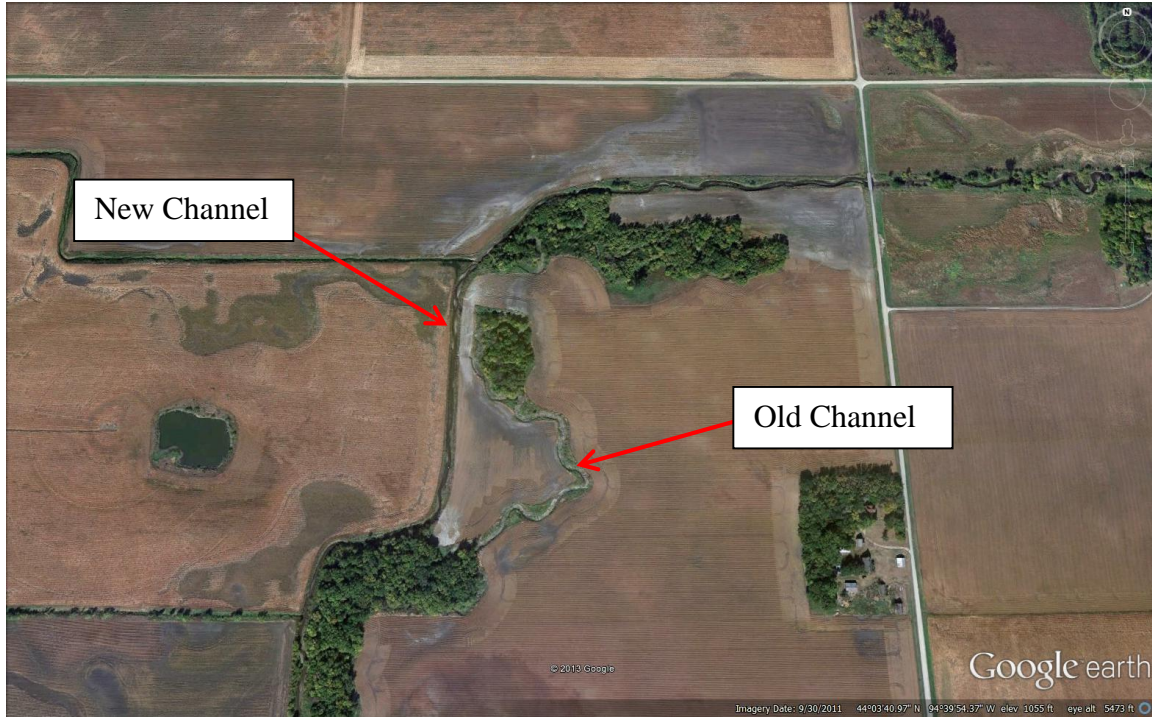 N
New Channel
Old Channel
© 2013 Google
Google earth
Imagery Date: 9/30/2011 44°03'40.97" N 94°39'54.37" W elev 1055 ft eye alt 5473 ft